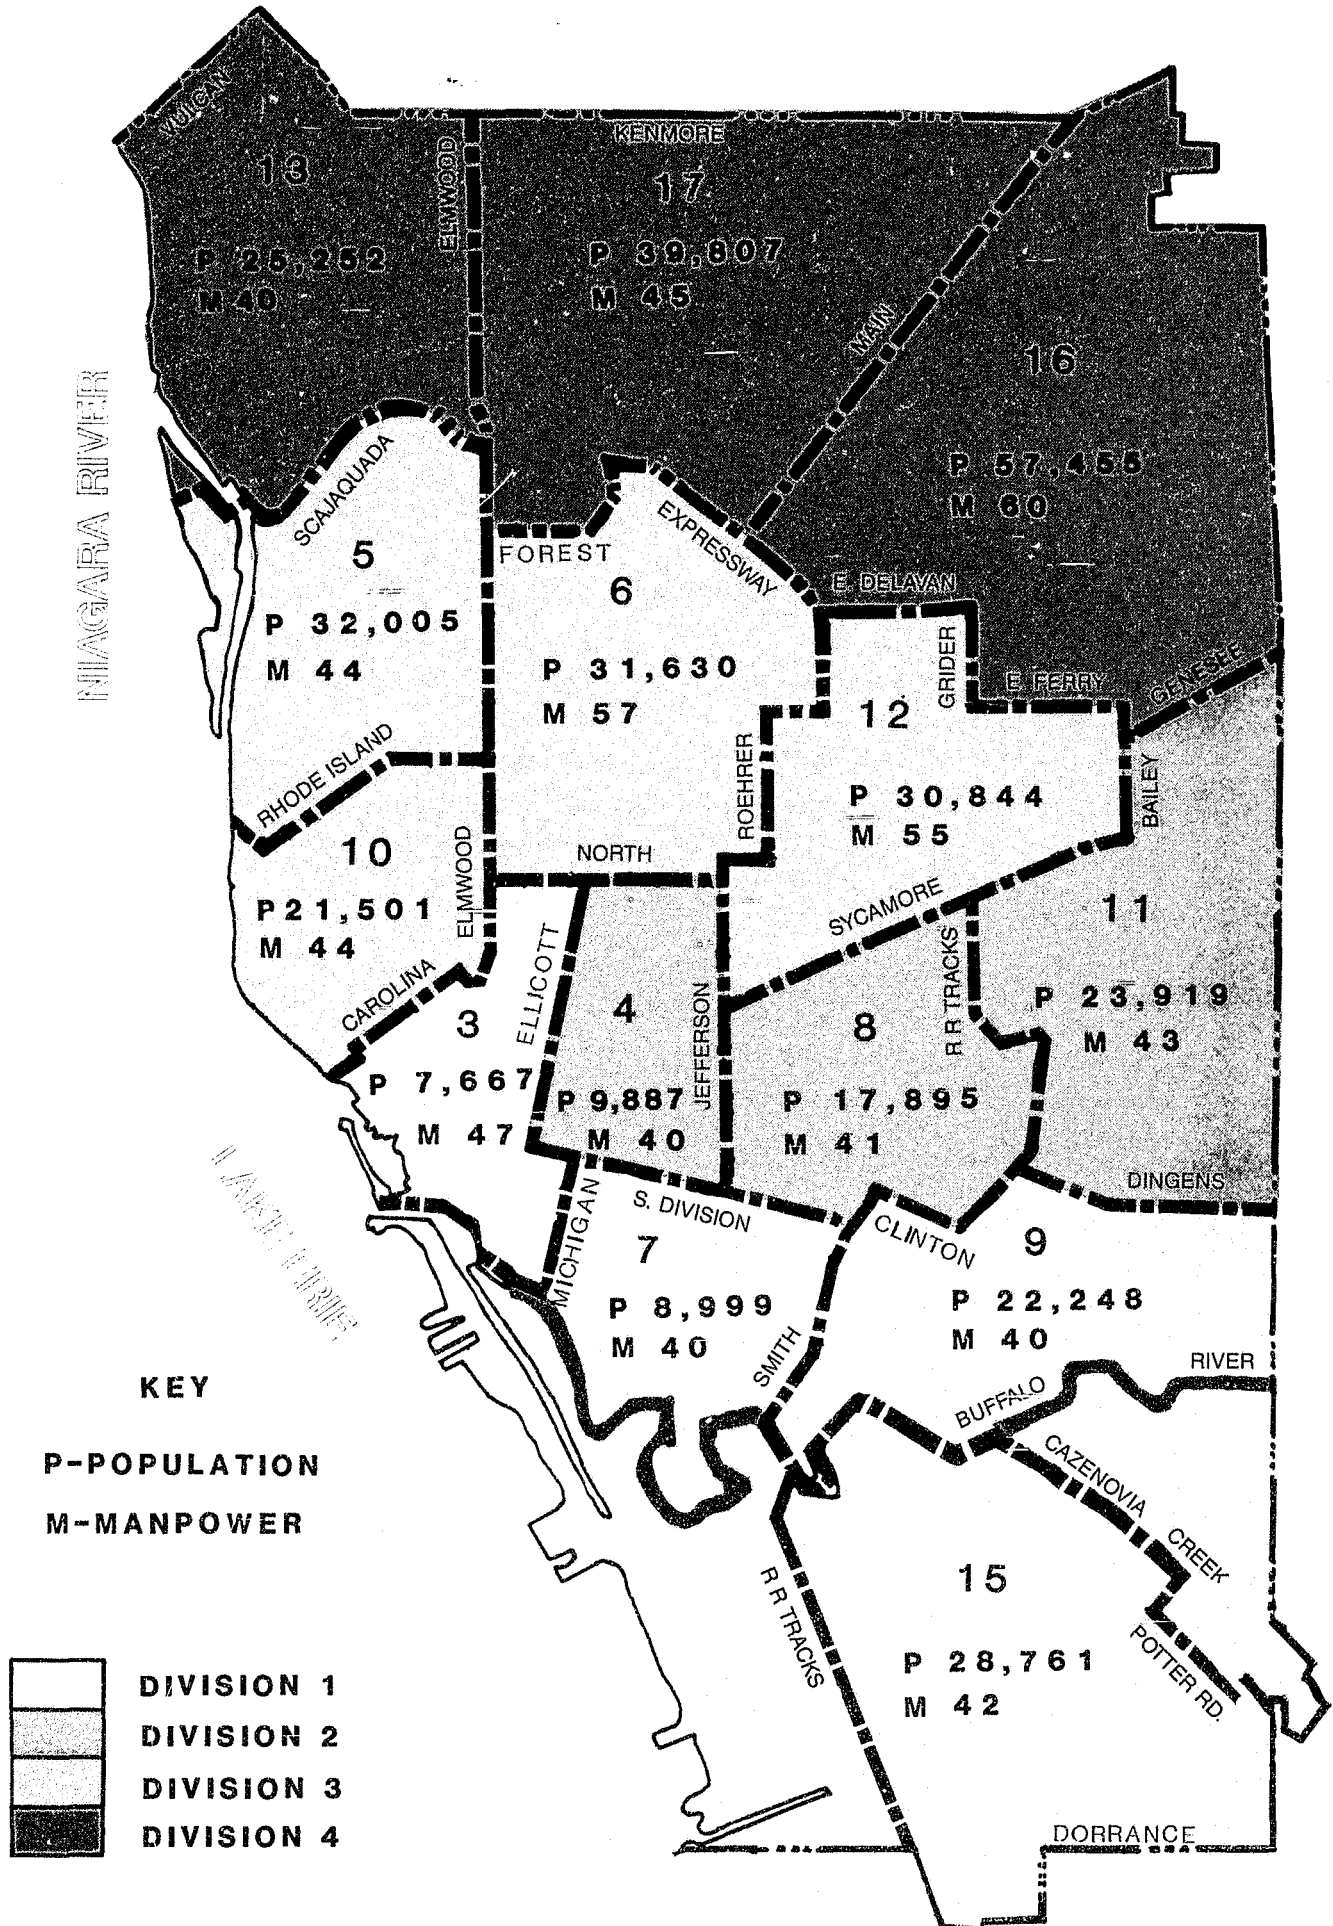 VULCAN
KENMORE
13
ELMWOOD
17
P 25,252
M 40
P 39,807
M 45
MAIN
16
P 57,455
M 60
NIAGARA RIVER
SCAJAQUADA
5
P 32,005
M 44
FOREST
EXPRESSWAY
6
P 31,630
M 57
E. DELAVAN
GRIDER
E. FERRY
GENESEE
12
P 30,844
M 55
ROEHRER
BAILEY
RHODE ISLAND
10
P 21,501
M 44
ELMWOOD
NORTH
SYCAMORE
11
P 23,919
M 43
CAROLINA
3
P 7,667
M 47
ELLICOTT
4
P 9,887
M 40
JEFFERSON
8
P 17,895
M 41
R R TRACKS
DINGENS
LAKE ERIE
MICHIGAN
S. DIVISION
7
P 8,999
M 40
CLINTON
9
P 22,248
M 40
SMITH
BUFFALO
RIVER
CAZENOVIA
CREEK
15
P 28,761
M 42
R R TRACKS
POTTER RD.
DORRANCE
KEY
P-POPULATION
M-MANPOWER
DIVISION 1
DIVISION 2
DIVISION 3
DIVISION 4